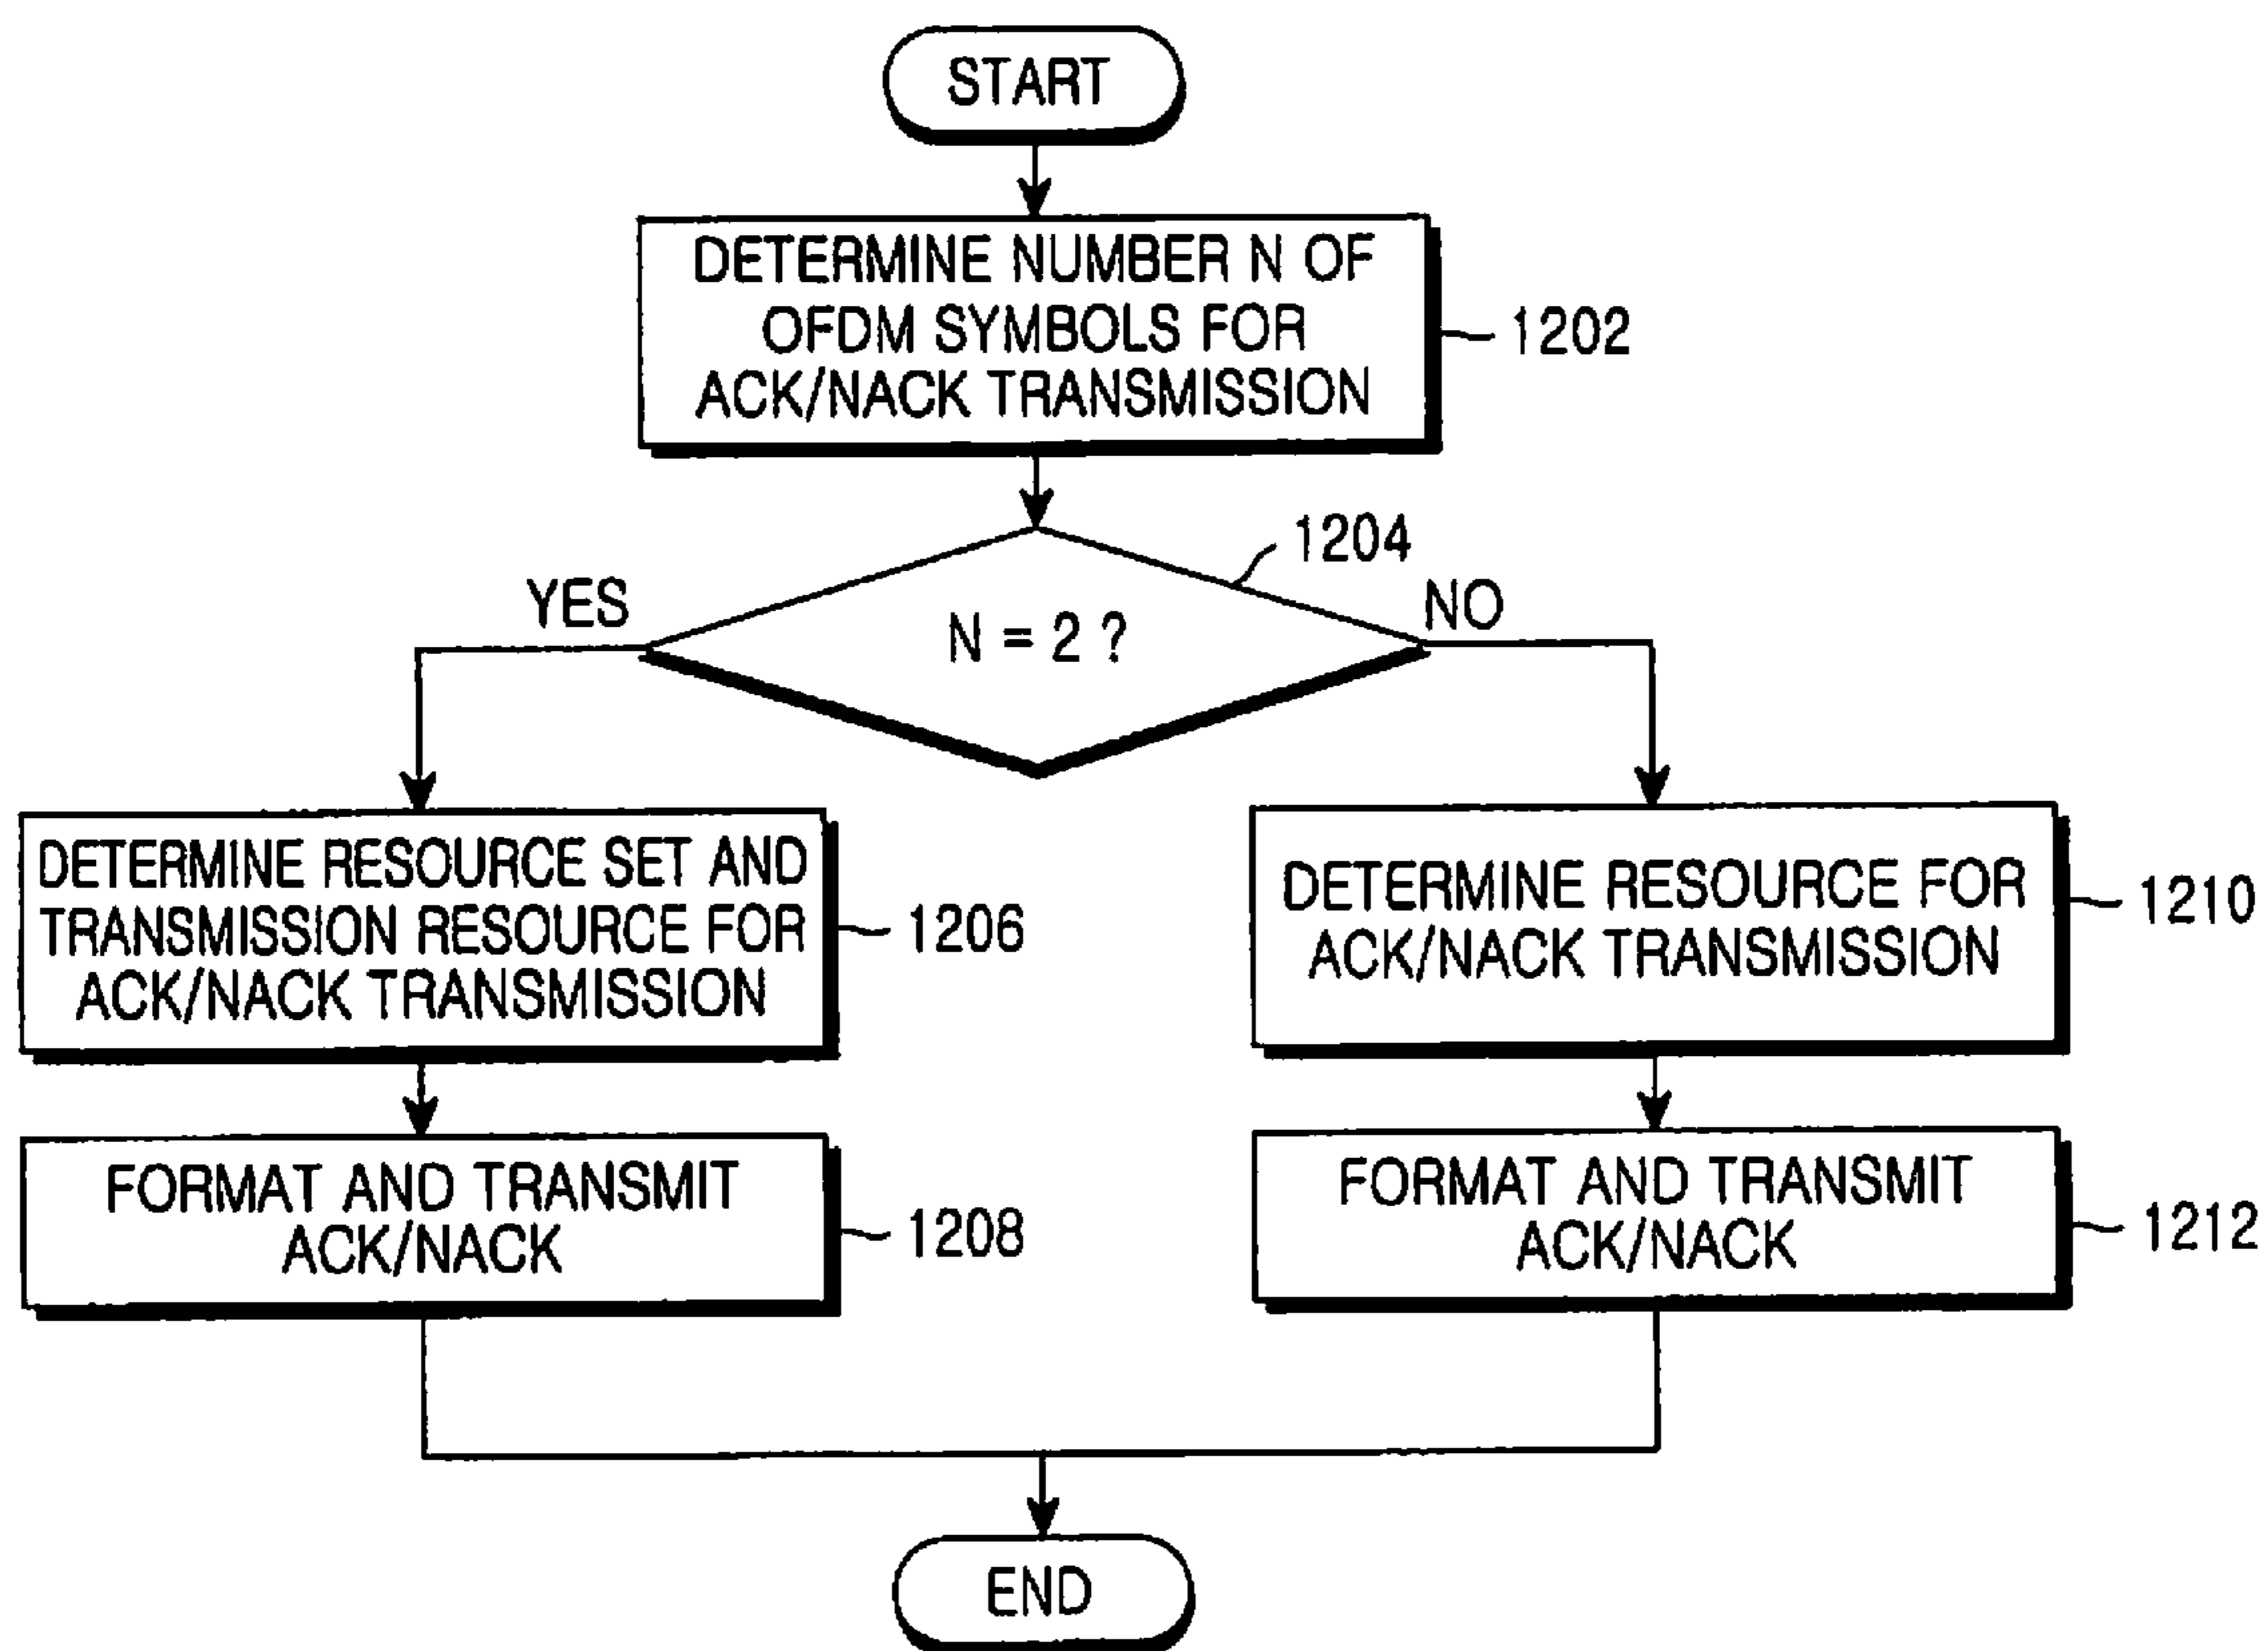 START
DETERMINE NUMBER N OF
OFDM SYMBOLS FOR
ACK/NACK TRANSMISSION
1202
1204
YES
N = 2 ?
NO
DETERMINE RESOURCE SET AND
TRANSMISSION RESOURCE FOR
ACK/NACK TRANSMISSION
1206
DETERMINE RESOURCE FOR
ACK/NACK TRANSMISSION
1210
FORMAT AND TRANSMIT
ACK/NACK
1208
FORMAT AND TRANSMIT
ACK/NACK
1212
END